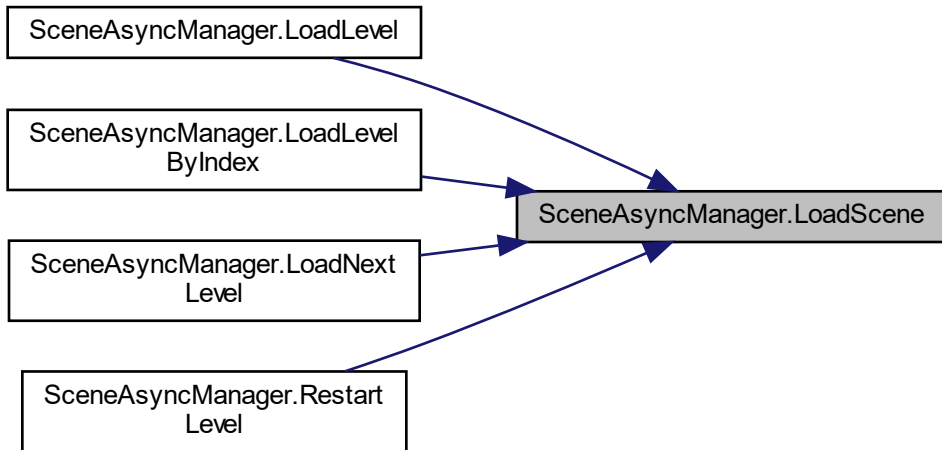 SceneAsyncManager.LoadLevel
SceneAsyncManager.LoadLevel
ByIndex
SceneAsyncManager.LoadScene
SceneAsyncManager.LoadNext
Level
SceneAsyncManager.Restart
Level